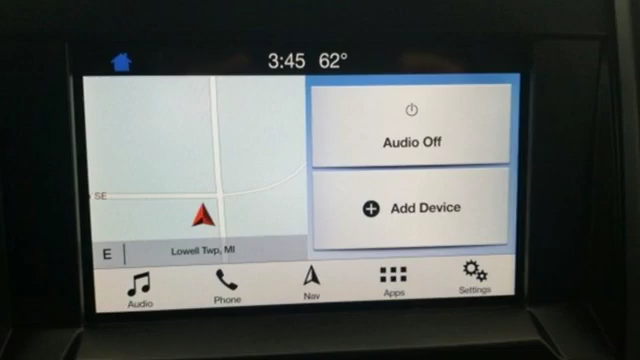 3:45 62°
Audio Off
Add Device
SE
E
Lowell Twp, MI
Audio
Phone
Nav
Apps
Settings